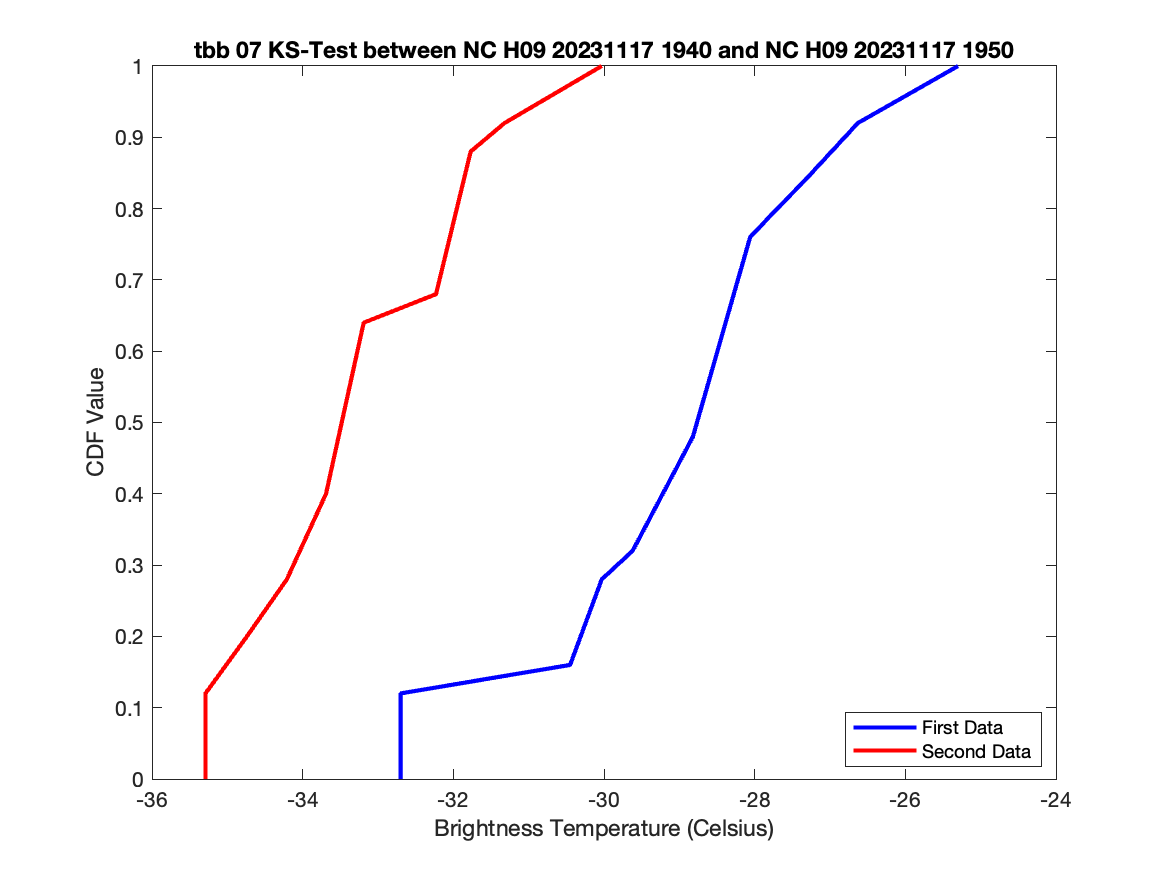 tbb 07 KS-Test between NC H09 20231117 1940 and NC H09 20231117 1950
1
0.9
0.8
0.7
0.6
0.5
0.4
0.3
0.2
0.1
0
CDF Value
First Data
Second Data
-36 -34 -32 -30 -28 -26 -24
Brightness Temperature (Celsius)